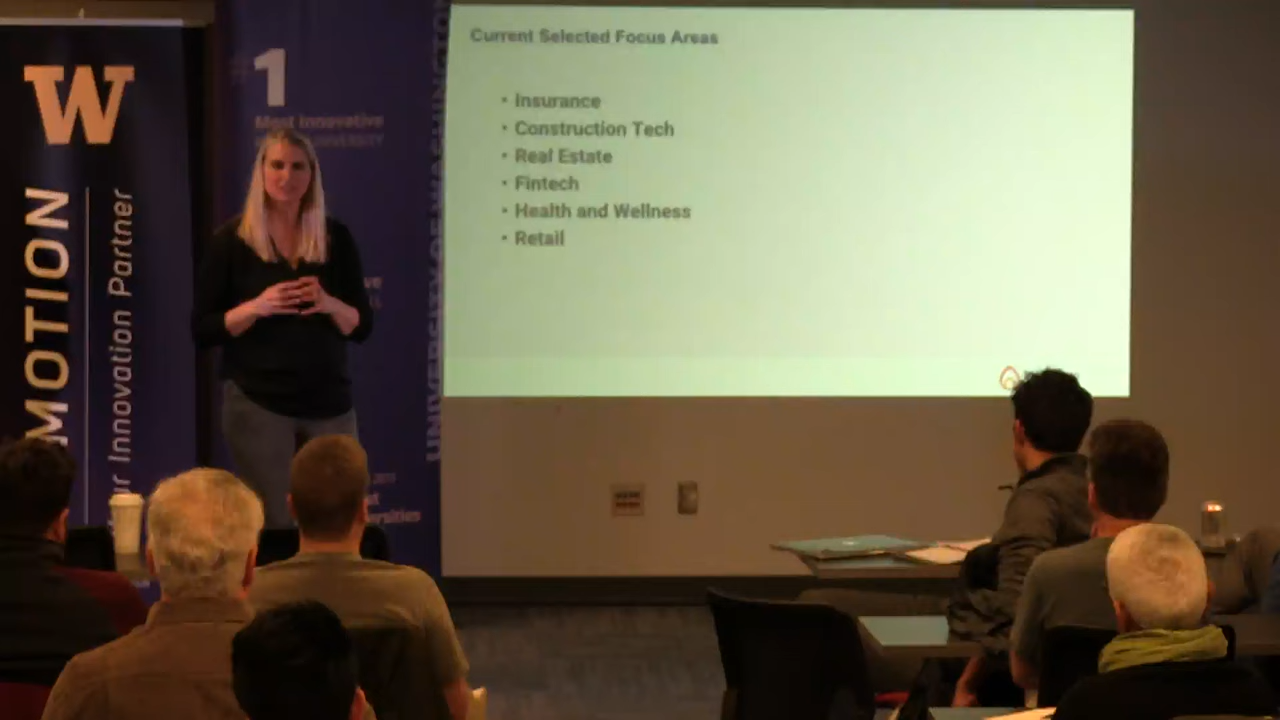 W
MOTION
Innovation Partner
1
Most Innovative
UNIVERSITY
UNIVERSITY OF WASHINGTON
Current Selected Focus Areas
• Insurance
• Construction Tech
• Real Estate
• Fintech
• Health and Wellness
• Retail